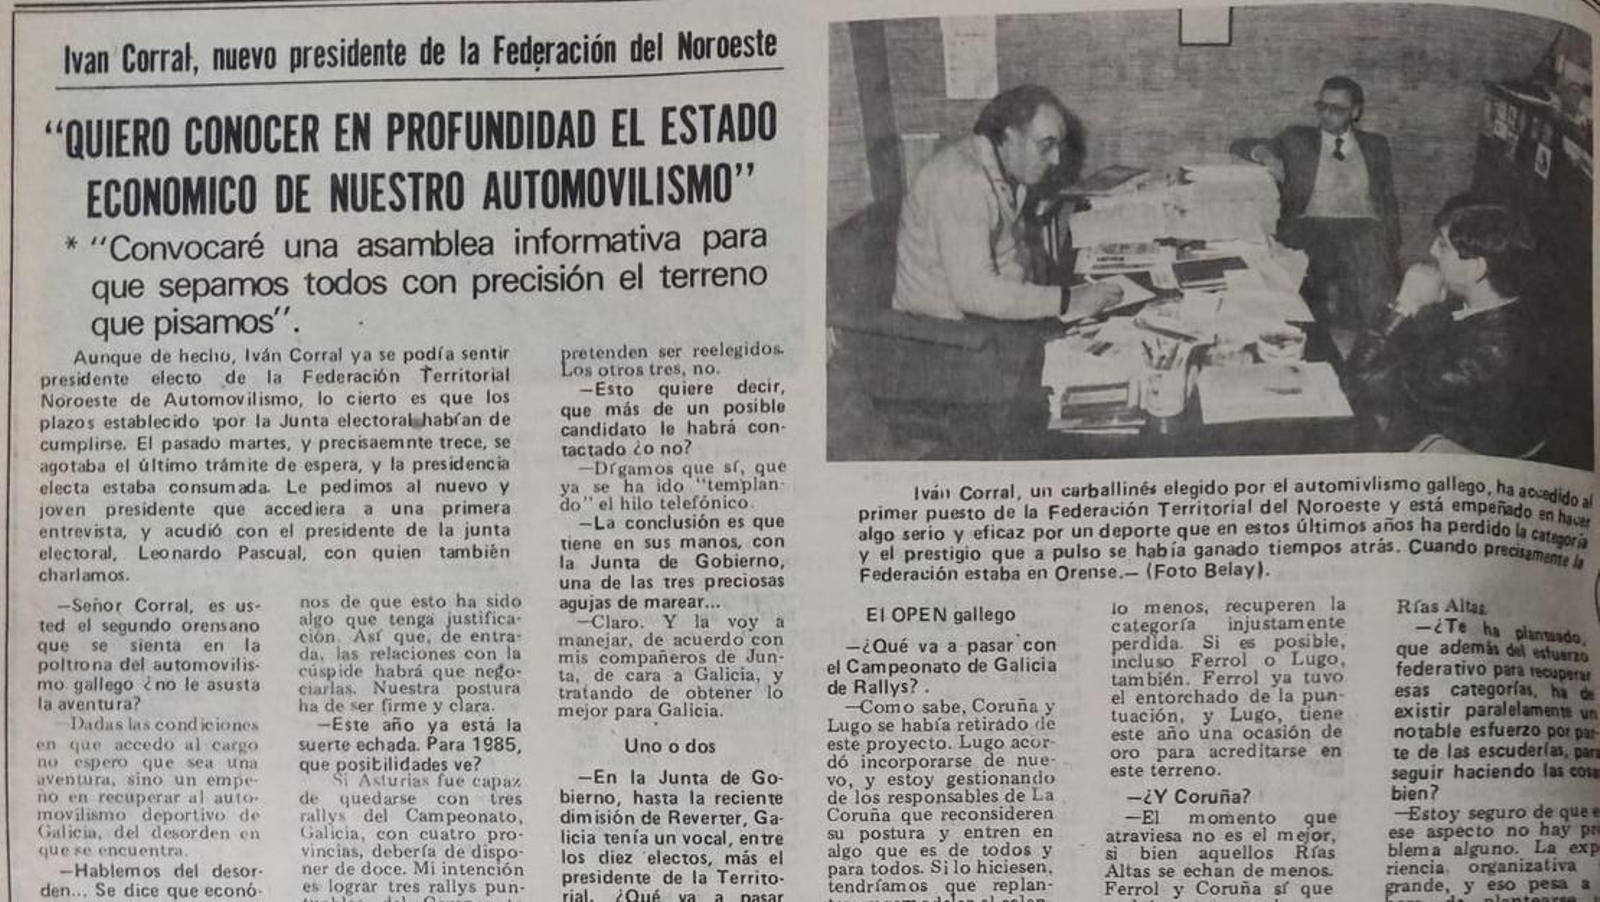 Ivan Corral, nuevo presidente de la Federación del Noroeste
“QUIERO CONOCER EN PROFUNDIDAD EL ESTADO
ECONOMICO DE NUESTRO AUTOMOVILISMO”
* “Convocaré una asamblea informativa para
que sepamos todos con precisión el terreno
que pisamos”.
Aunque de hecho, Iván Corral ya se podía sentir
presidente electo de la Federación Territorial
Noroeste de Automovilismo, lo cierto es que los
plazos establecido por la Junta electoral habían de
cumplirse. El pasado martes, y precisaemnte trece, se
agotaba el último trámite de espera, y la presidencia
electa estaba consumada. Le pedimos al nuevo y
joven presidente que accediera a una primera
entrevista, y acudió con el presidente de la junta
electoral, Leonardo Pascual, con quien también
charlamos.
—Señor Corral, es us-
ted el segundo orensano
que se sienta en la
poltrona del automovilis-
mo gallego ¿no le asusta
la aventura?
Dadas las condiciones
en que accedo al cargo
no espero que sea una
aventura, sino un empe-
ño en recuperar al auto-
movilismo deportivo de
Galicia, del desorden en
que se encuentra.
—Hablemos del desor-
den... Se dice que econó-
nos de que esto ha sido
algo que tenga justifica-
ción. Así que, de entra-
da, las relaciones con la
cúspide habrá que nego-
ciarlas. Nuestra postura
ha de ser firme y clara.
—Este año ya está la
suerte echada. Para 1985,
que posibilidades ve?
Si Asturias fue capaz
de quedarse con tres
rallys del Campeonato,
Galicia, con cuatro pro-
vincias, debería de dispo-
ner de doce. Mi intención
es lograr tres rallys pun-
pretenden ser reelegidos.
Los otros tres, no.
—Esto quiere decir,
que más de un posible
candidato le habrá con-
tactado ¿o no?
—Digamos que sí, que
ya se ha ido “templan-
do” el hilo telefónico.
—La conclusión es que
tiene en sus manos, con
la Junta de Gobierno,
una de las tres preciosas
agujas de marear...
—Claro. Y la voy a
manejar, de acuerdo con
mis compañeros de Jun-
ta, de cara a Galicia, y
tratando de obtener lo
mejor para Galicia.
Uno o dos
—En la Junta de Go-
bierno, hasta la reciente
dimisión de Reverter, Ga-
licia tenía un vocal, entre
los diez electos, más el
presidente de la Territo-
rial. ¿Qué va a pasar
Iván Corral, un carballinés elegido por el automivlismo gallego, ha accedido al
primer puesto de la Federación Territorial del Noroeste y está empeñado en hacer
algo serio y eficaz por un deporte que en estos últimos años ha perdido la categoría
y el prestigio que a pulso se había ganado tiempos atrás. Cuando precisamente la
Federación estaba en Orense.— (Foto Belay).
El OPEN gallego
—¿Qué va a pasar con
el Campeonato de Galicia
de Rallys? .
—Como sabe, Coruña y
Lugo se había retirado de
este proyecto. Lugo acor-
dó incorporarse de nue-
vo, y estoy gestionando
de los responsables de La
Coruña que reconsideren
su postura y entren en
algo que es de todos y
para todos. Si lo hiciesen,
tendríamos que replan-
lo menos, recuperen la
categoría injustamente
perdida. Si es posible,
incluso Ferrol o Lugo,
también. Ferrol ya tuvo
el entorchado de la pun-
tuación, y Lugo, tiene
este año una ocasión de
oro para acreditarse en
este terreno.
—¿Y Coruña?
—El momento que
atraviesa no es el mejor,
si bien aquellos Rías
Altas se echan de menos.
Ferrol y Coruña sí que
Rías Altas.
—¿Te ha planteado,
que además del esfuerzo
federativo para recuperar
esas categorías, ha de
existir paralelamente un
notable esfuerzo por par-
te de las escuderías, para
seguir haciendo las cosas
bien?
—Estoy seguro de que e
ese aspecto no hay pro
blema alguno. La exp
riencia organizativa
grande, y eso pesa a